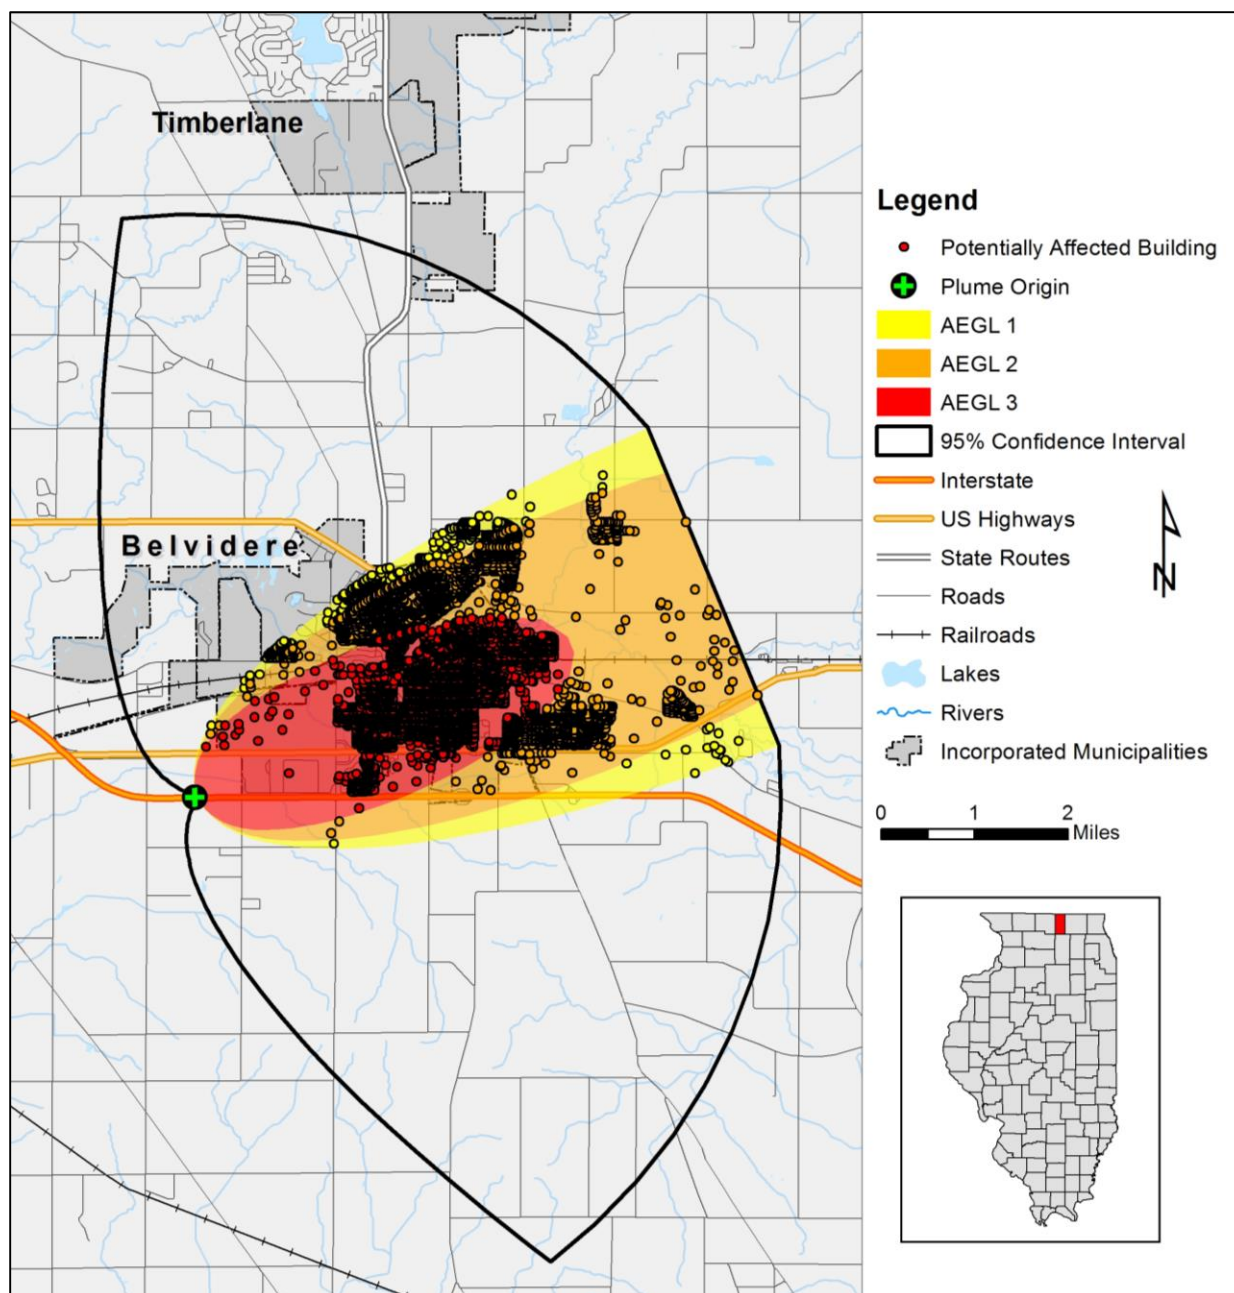 Timberlane
Belvidere
Legend
Potentially Affected Building
Plume Origin
AEGL 1
AEGL 2
AEGL 3
95% Confidence Interval
Interstate
US Highways
State Routes
Roads
Railroads
Lakes
Rivers
Incorporated Municipalities
N
0 1 2
Miles